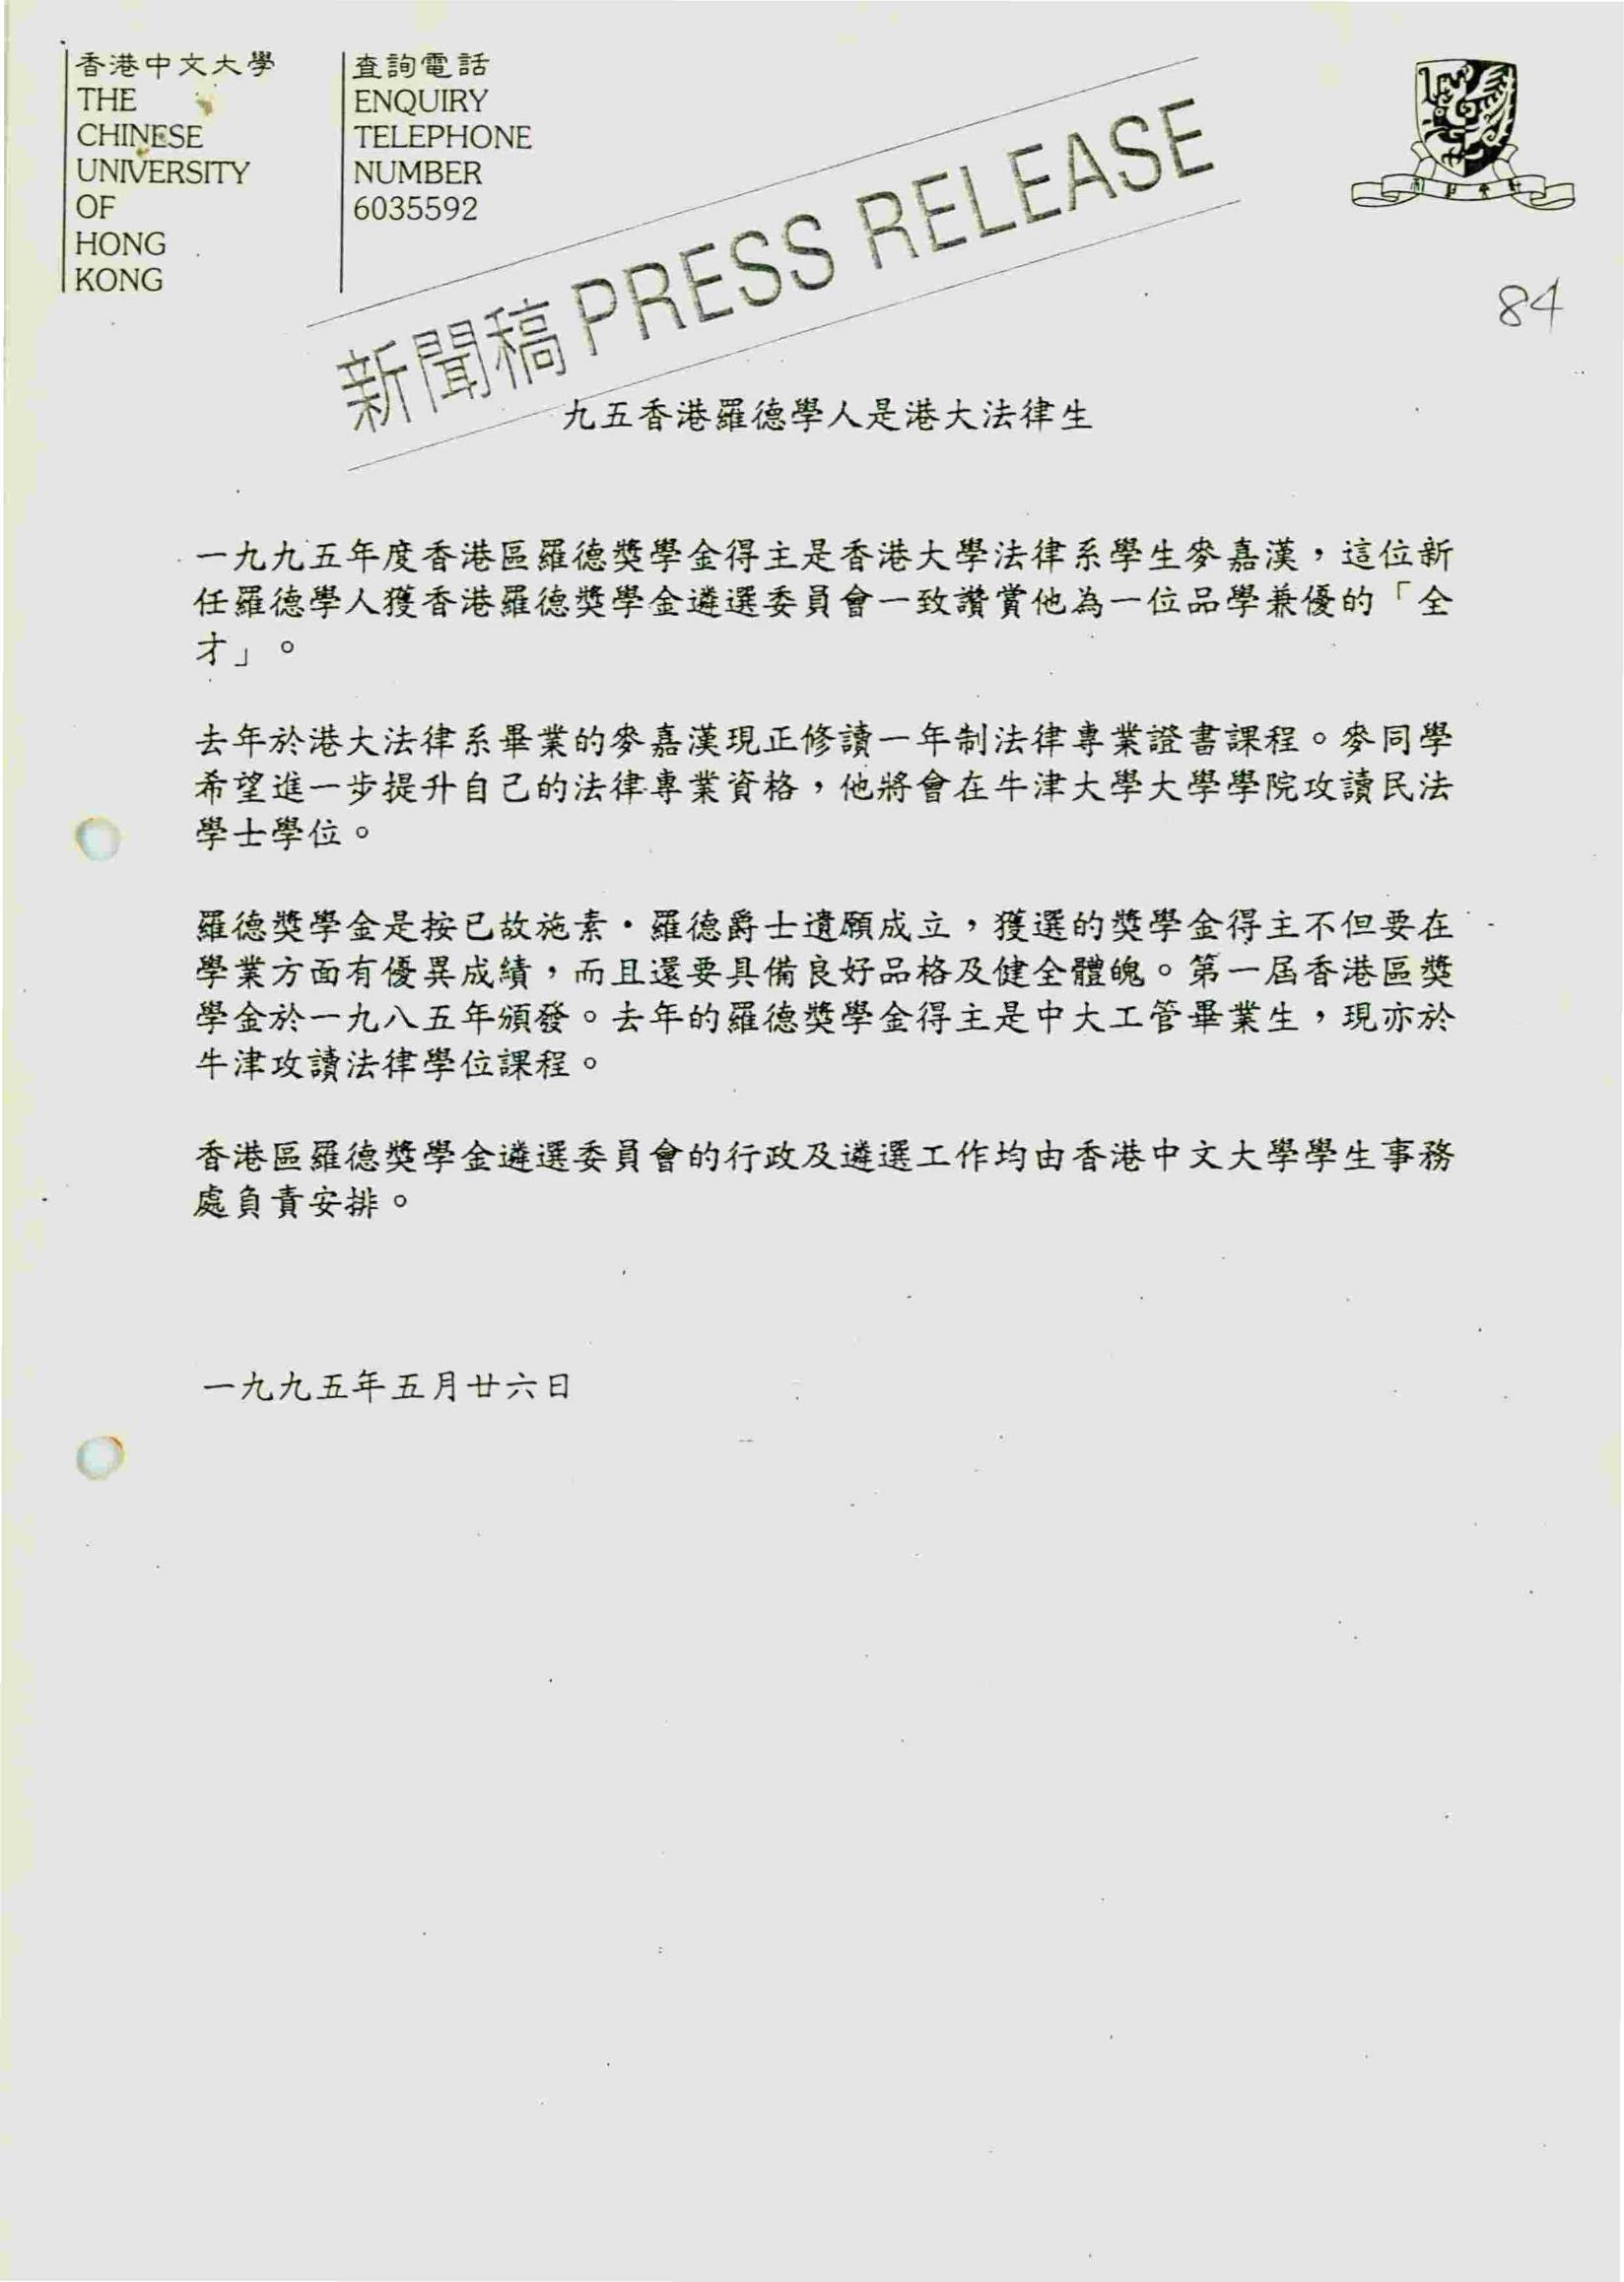 香港中文大學
THE
CHINESE
UNIVERSITY
OF
HONG
KONG
查詢電話
ENQUIRY
TELEPHONE
NUMBER
6035592
新聞稿 PRESS RELEASE
84
九五香港羅德學人是港大法律生
一九九五年度香港區羅德獎學金得主是香港大學法律系學生麥嘉漢，這位新
任羅德學人獲香港羅德獎學金遴選委員會一致讚賞他為一位品學兼優的「全
才」。
去年於港大法律系畢業的麥嘉漢現正修讀一年制法律專業證書課程。麥同學
希望進一步提升自己的法律專業資格，他將會在牛津大學大學學院攻讀民法
學士學位。
羅德獎學金是按已故施素·羅德爵士遺願成立，獲選的獎學金得主不但要在
學業方面有優異成績，而且還要具備良好品格及健全體魄。第一屆香港區獎
學金於一九八五年頒發。去年的羅德獎學金得主是中大工管畢業生，現亦於
牛津攻讀法律學位課程。
香港區羅德獎學金遴選委員會的行政及遴選工作均由香港中文大學學生事務
處負責安排。
一九九五年五月廿六日